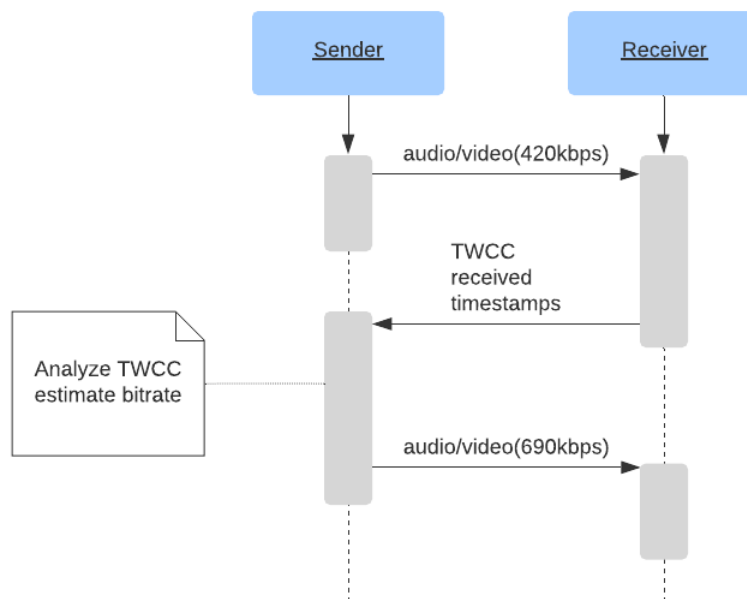 Sender
Receiver
audio/video(420kbps)
TWCC
received
timestamps
Analyze TWCC
estimate bitrate
audio/video(690kbps)